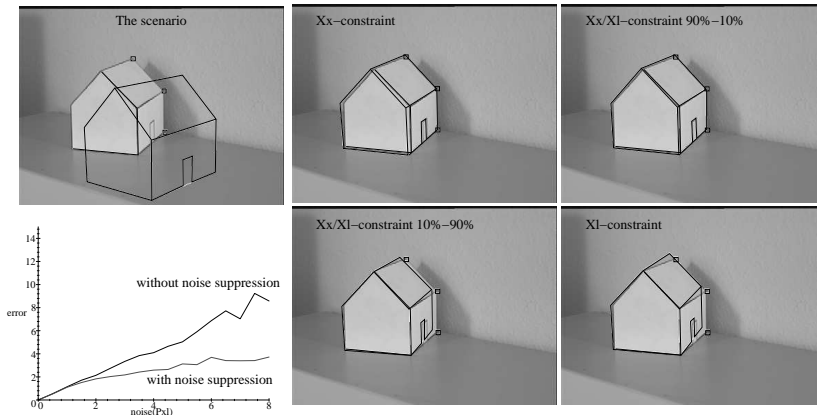 The scenario
Xx−constraint
Xx/Xl−constraint 90%−10%
Xx/Xl−constraint 10%−90%
Xl−constraint
14
12
10
8
6
4
2
0
error
without noise suppression
with noise suppression
0 2 4 6 8
noise(Pxl)